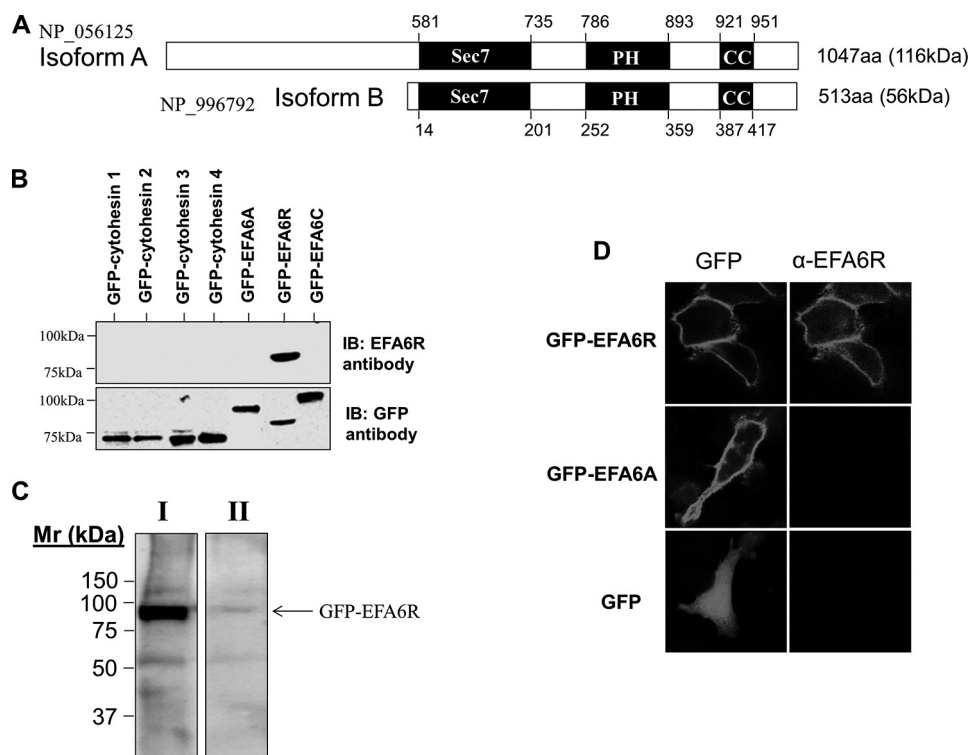 A
NP_056125
Isoform A
581 735 786 893 921 951
Sec7 PH CC
1047aa (116kDa)
NP_996792
Isoform B
Sec7 PH CC
513aa (56kDa)
14 201 252 359 387 417
B
GFP-cytohesin 1
GFP-cytohesin 2
GFP-cytohesin 3
GFP-cytohesin 4
GFP-EFA6A
GFP-EFA6R
GFP-EFA6C
100kDa
75kDa
IB: EFA6R
antibody
100kDa
75kDa
IB: GFP
antibody
C
I II
Mr (kDa)
150
100
75
50
37
GFP-EFA6R
D
GFP α-EFA6R
GFP-EFA6R
GFP-EFA6A
GFP